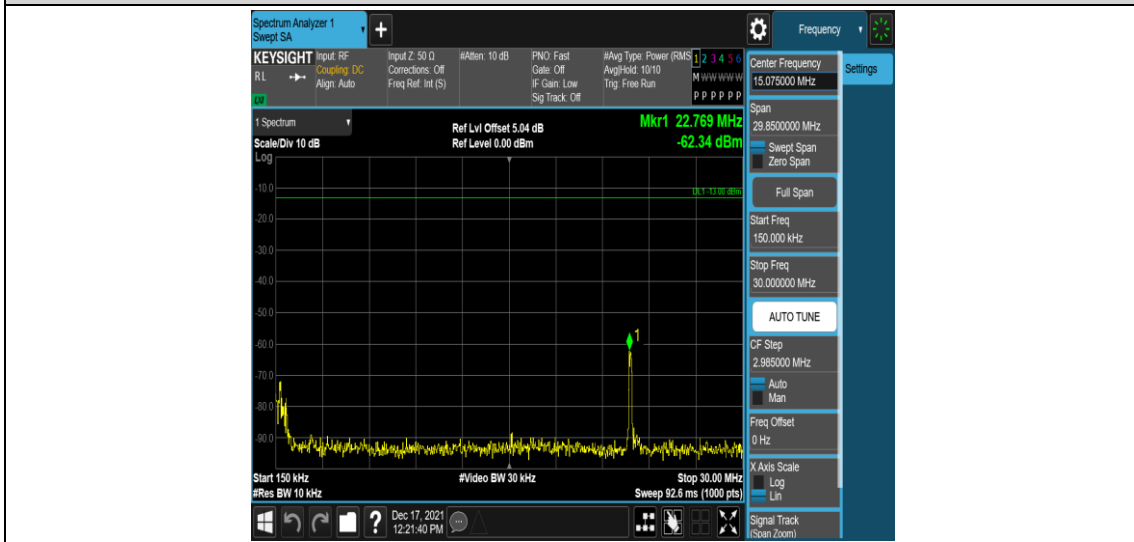 Spectrum Analyzer 1
Swept SA
+
Frequency
KEYSIGHT
RL
LXI
Input: RF
Coupling: DC
Align: Auto
Input Z: 50 Ω
Corrections: Off
Freq Ref: Int (S)
#Atten: 10 dB
PNO: Fast
Gate: Off
IF Gain: Low
Sig Track: Off
#Avg Type: Power (RMS
Avg|Hold: 10/10
Trig: Free Run
1 2 3 4 5 6
M W W W W W
P P P P P P
1 Spectrum
Scale/Div 10 dB
Log
Ref Lvl Offset 5.04 dB
Ref Level 0.00 dBm
Mkr1 22.769 MHz
-62.34 dBm
DL1 -13.00 dBm
-10.0
-20.0
-30.0
-40.0
-50.0
-60.0
-70.0
-80.0
-90.0
1
Start 150 kHz
#Res BW 10 kHz
#Video BW 30 kHz
Stop 30.00 MHz
Sweep 92.6 ms (1000 pts)
Center Frequency
15.075000 MHz
Settings
Span
29.8500000 MHz
Swept Span
Zero Span
Full Span
Start Freq
150.000 kHz
Stop Freq
30.000000 MHz
AUTO TUNE
CF Step
2.985000 MHz
Auto
Man
Freq Offset
0 Hz
X Axis Scale
Log
Lin
Signal Track
(Span Zoom)
?
Dec 17, 2021
12:21:40 PM